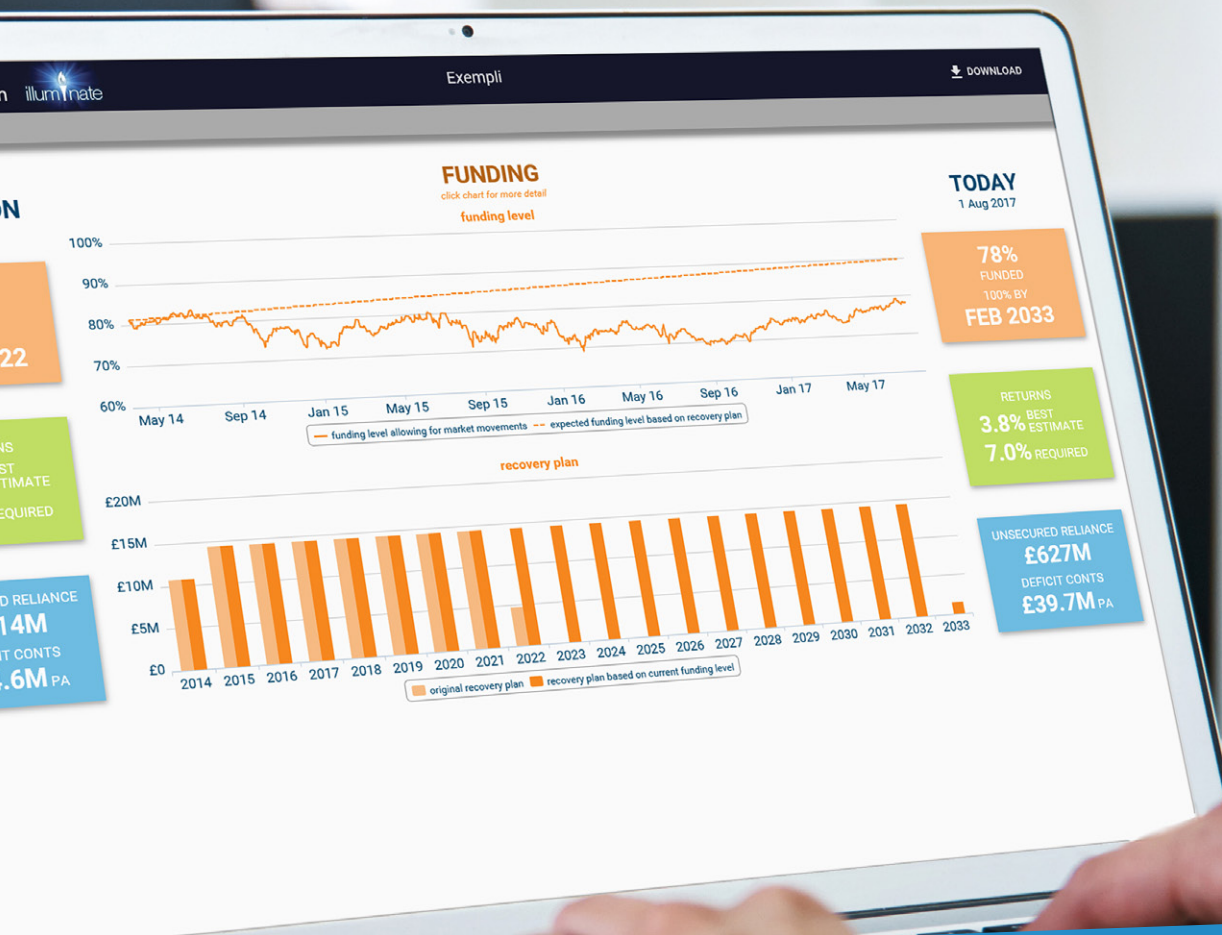 n illuminate
Exempli
DOWNLOAD
ON
22
NS
ST
TIMATE
EQUIRED
D RELIANCE
14M
IT CONTS
.6M PA
FUNDING
click chart for more detail
funding level
100%
90%
80%
70%
60%
May 14 Sep 14 Jan 15 May 15 Sep 15 Jan 16 May 16 Sep 16 Jan 17 May 17
funding level allowing for market movements expected funding level based on recovery plan
recovery plan
£20M
£15M
£10M
£5M
£0
2014 2015 2016 2017 2018 2019 2020 2021 2022 2023 2024 2025 2026 2027 2028 2029 2030 2031 2032 2033
original recovery plan recovery plan based on current funding level
TODAY
1 Aug 2017
78%
FUNDED
100% BY
FEB 2033
RETURNS
3.8% BEST ESTIMATE
7.0% REQUIRED
UNSECURED RELIANCE
£627M
DEFICIT CONTS
£39.7M PA